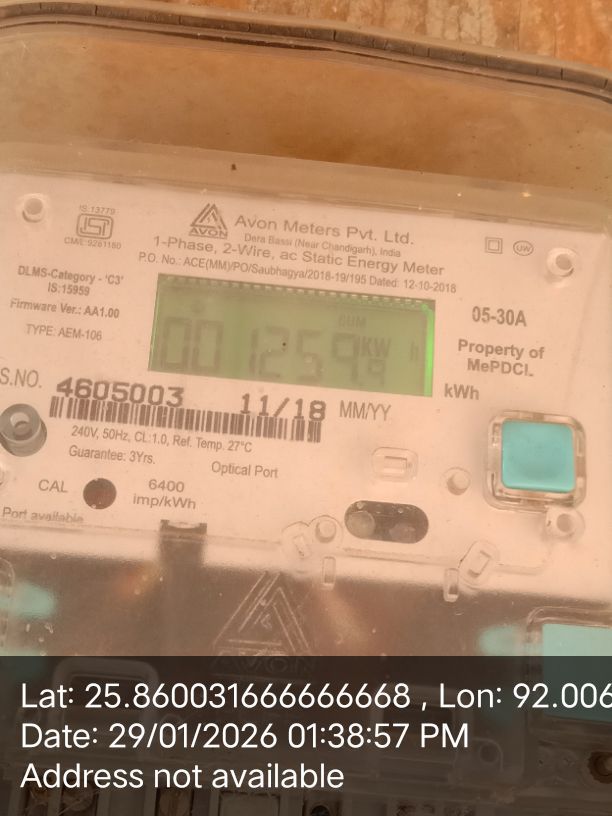 IS:13779
CM/L:9261160
AVON
Avon Meters Pvt. Ltd.
Dera Bassi (Near Chandigarh), India
1-Phase, 2-Wire, ac Static Energy Meter
P.O. No.: ACE(MM)/PO/Saubhagya/2018-19/195 Dated: 12-10-2018
UW
DLMS-Category - 'C3'
IS:15959
Firmware Ver.: AA1.00
TYPE: AEM-106
CUM
001259
KW h
05-30A
Property of
MePDCL
kWh
S.NO. 4605003 11/18 MM/YY
240V, 50Hz, CL:1.0, Ref. Temp. 27°C
Guarantee: 3Yrs.
Optical Port
CAL
6400
imp/kWh
Port available
AVON
Lat: 25.860031666666668 , Lon: 92.006
Date: 29/01/2026 01:38:57 PM
Address not available